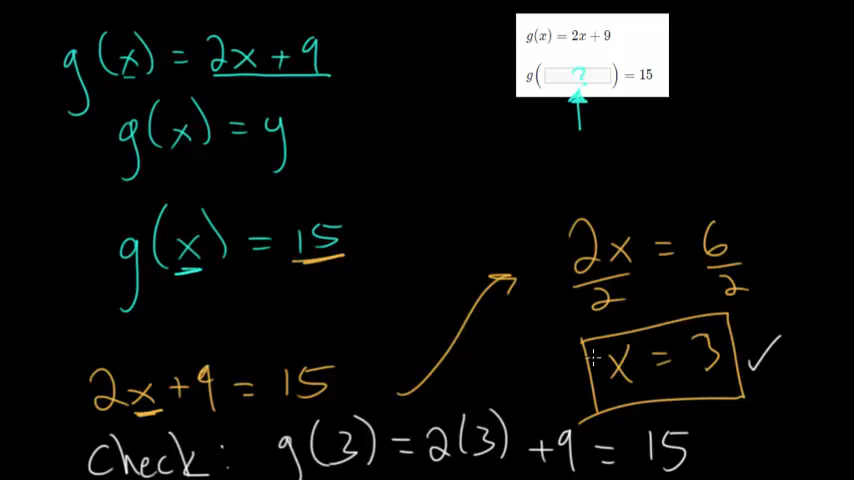 g(x) = 2x + 9
g(x) = 2x + 9
g( ? ) = 15
g(x) = y
g(x) = 15
2x = 6
2 2
x = 3 ✓
2x + 9 = 15
Check: g(3) = 2(3) + 9 = 15